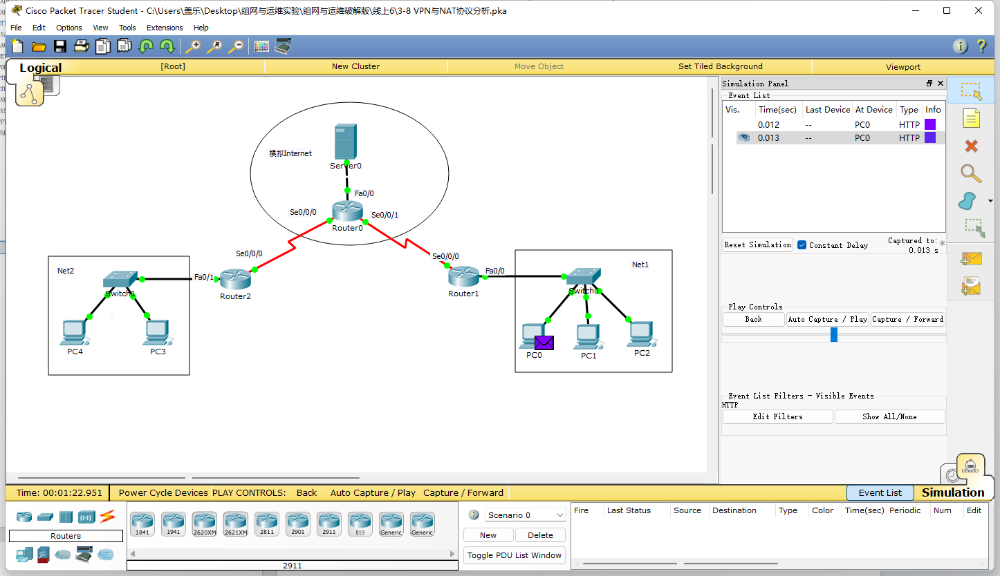 Cisco Packet Tracer Student - C:\Users\盖乐\Desktop\组网与运维实验\组网与运维破解版\线上6\3-8 VPN与NAT协议分析.pka
File Edit Options View Tools Extensions Help
Logical [Root] New Cluster Move Object Set Tiled Background Viewport
模拟Internet
Server0
Fa0/0
Se0/0/0
Se0/0/1
Router0
Se0/0/0
Se0/0/0
Net2
Fa0/1
Switch1
Router2
PC4
PC3
Router1
Fa0/0
Net1
Switch0
PC0
PC1
PC2
Simulation Panel
Event List
Vis. Time(sec) Last Device At Device Type Info
0.012 -- PC0 HTTP
0.013 -- PC0 HTTP
Reset Simulation Constant Delay Captured to: *
0.013 s
Play Controls
Back Auto Capture / Play Capture / Forward
Event List Filters - Visible Events
HTTP
Edit Filters Show All/None
Time: 00:01:22.951 Power Cycle Devices PLAY CONTROLS: Back Auto Capture / Play Capture / Forward Event List Simulation
Routers
1841 1941 2620XM 2621XM 2811 2901 2911 819 Generic Generic
2911
Scenario 0
New Delete
Toggle PDU List Window
Fire Last Status Source Destination Type Color Time(sec) Periodic Num Edit